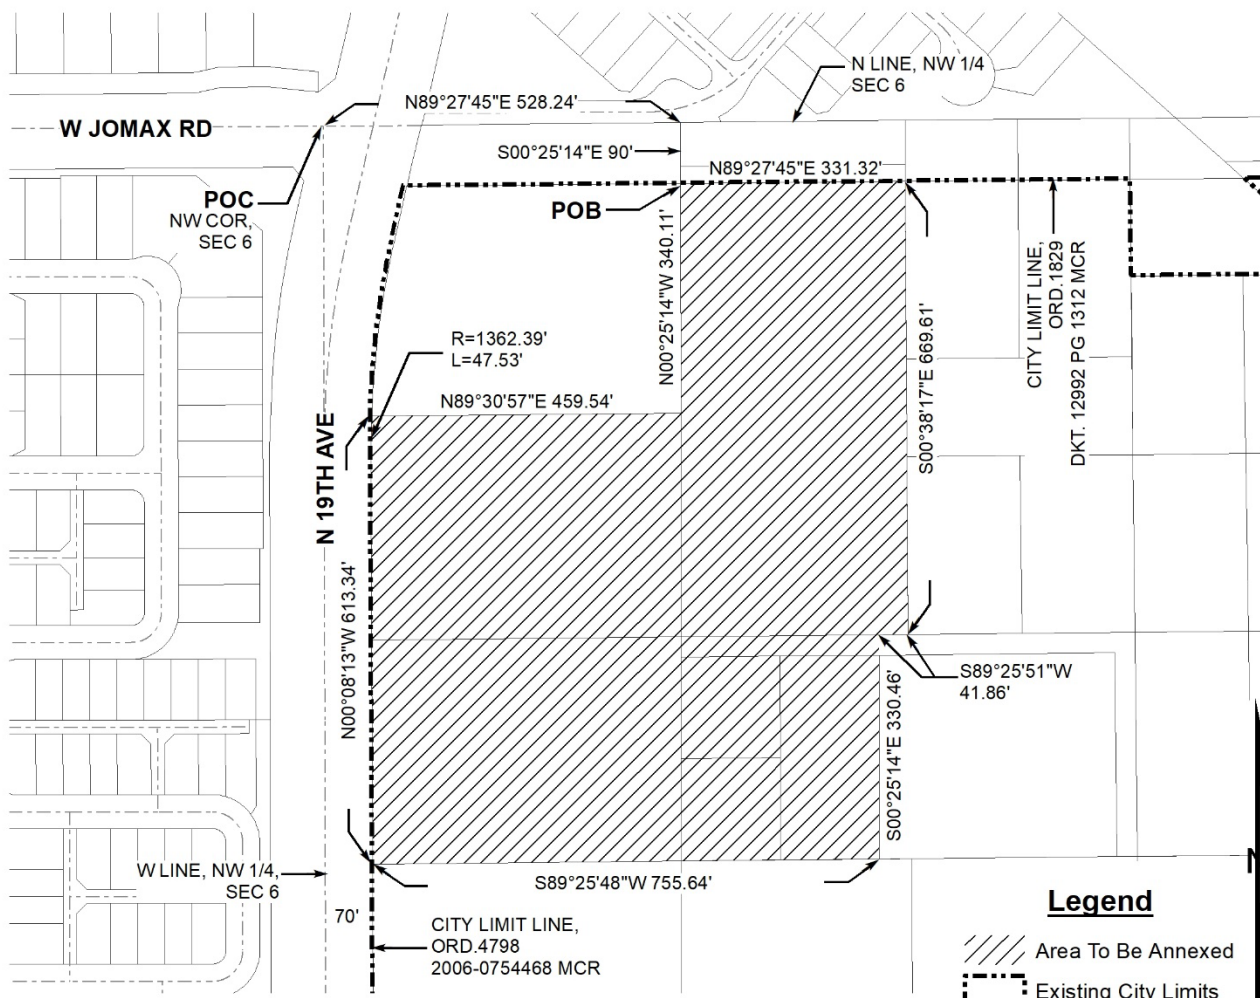 N LINE, NW 1/4
SEC 6
N89°27'45"E 528.24'
W JOMAX RD
S00°25'14"E 90'
N89°27'45"E 331.32'
POC
NW COR,
SEC 6
POB
N00°25'14"W 340.11'
CITY LIMIT LINE,
ORD.1829
DKT. 12992 PG 1312 MCR
R=1362.39'
L=47.53'
S00°38'17"E 669.61'
N89°30'57"E 459.54'
N 19TH AVE
N00°08'13"W 613.34'
S89°25'51"W
41.86'
S00°25'14"E 330.46'
W LINE, NW 1/4,
SEC 6
S89°25'48"W 755.64'
70'
CITY LIMIT LINE,
ORD.4798
2006-0754468 MCR
Legend
Area To Be Annexed
Existing City Limits